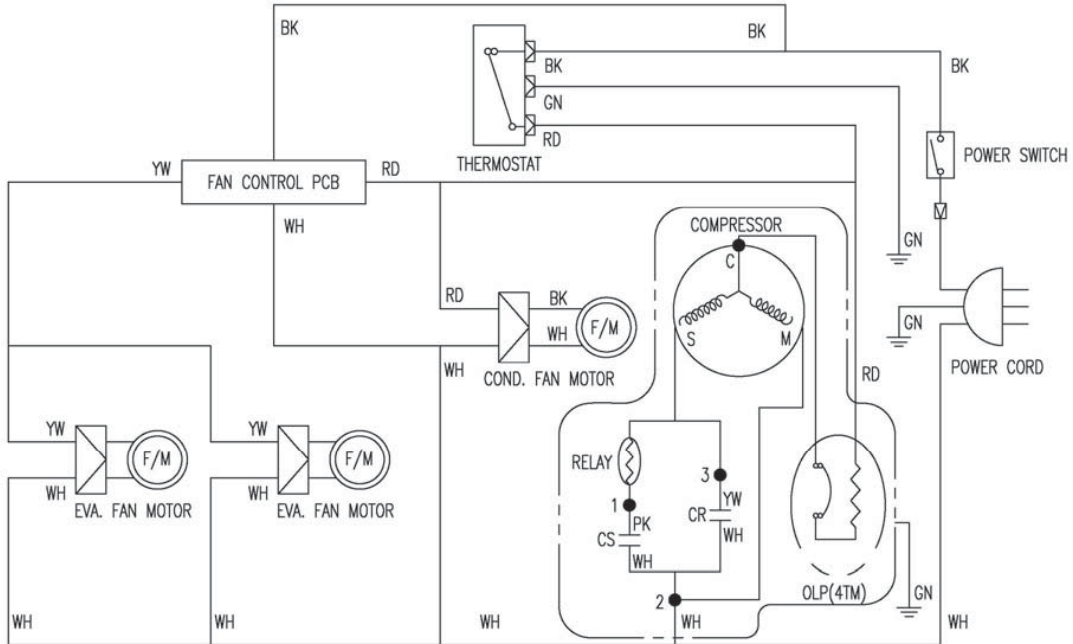 BK
BK
BK
GN
RD
THERMOSTAT
BK
POWER SWITCH
YW
FAN CONTROL PCB
RD
WH
GN
GN
POWER CORD
COMPRESSOR
C
S
M
RD
RD
BK
WH
F/M
WH
COND. FAN MOTOR
YW
F/M
WH
EVA. FAN MOTOR
YW
F/M
WH
EVA. FAN MOTOR
RELAY
1
PK
CS
WH
3
YW
CR
WH
2
OLP(4TM)
GN
WH
WH
WH
WH
WH